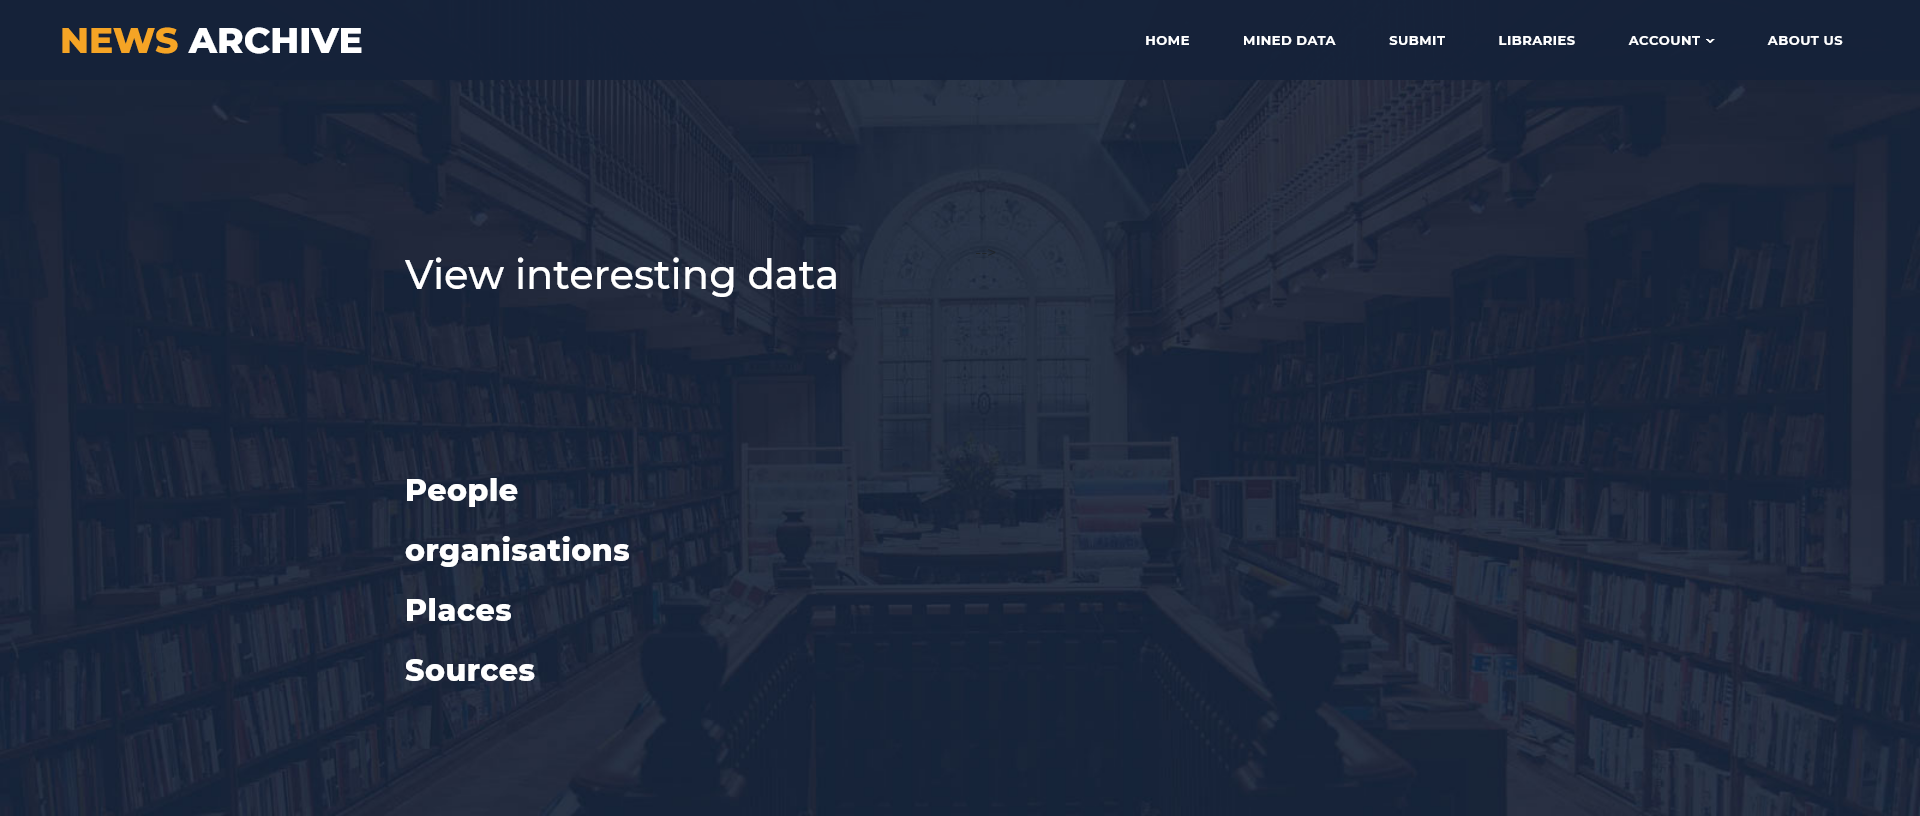 NEWS ARCHIVE
HOME MINED DATA SUBMIT LIBRARIES ACCOUNT ABOUT US
View interesting data
People
organisations
Places
Sources